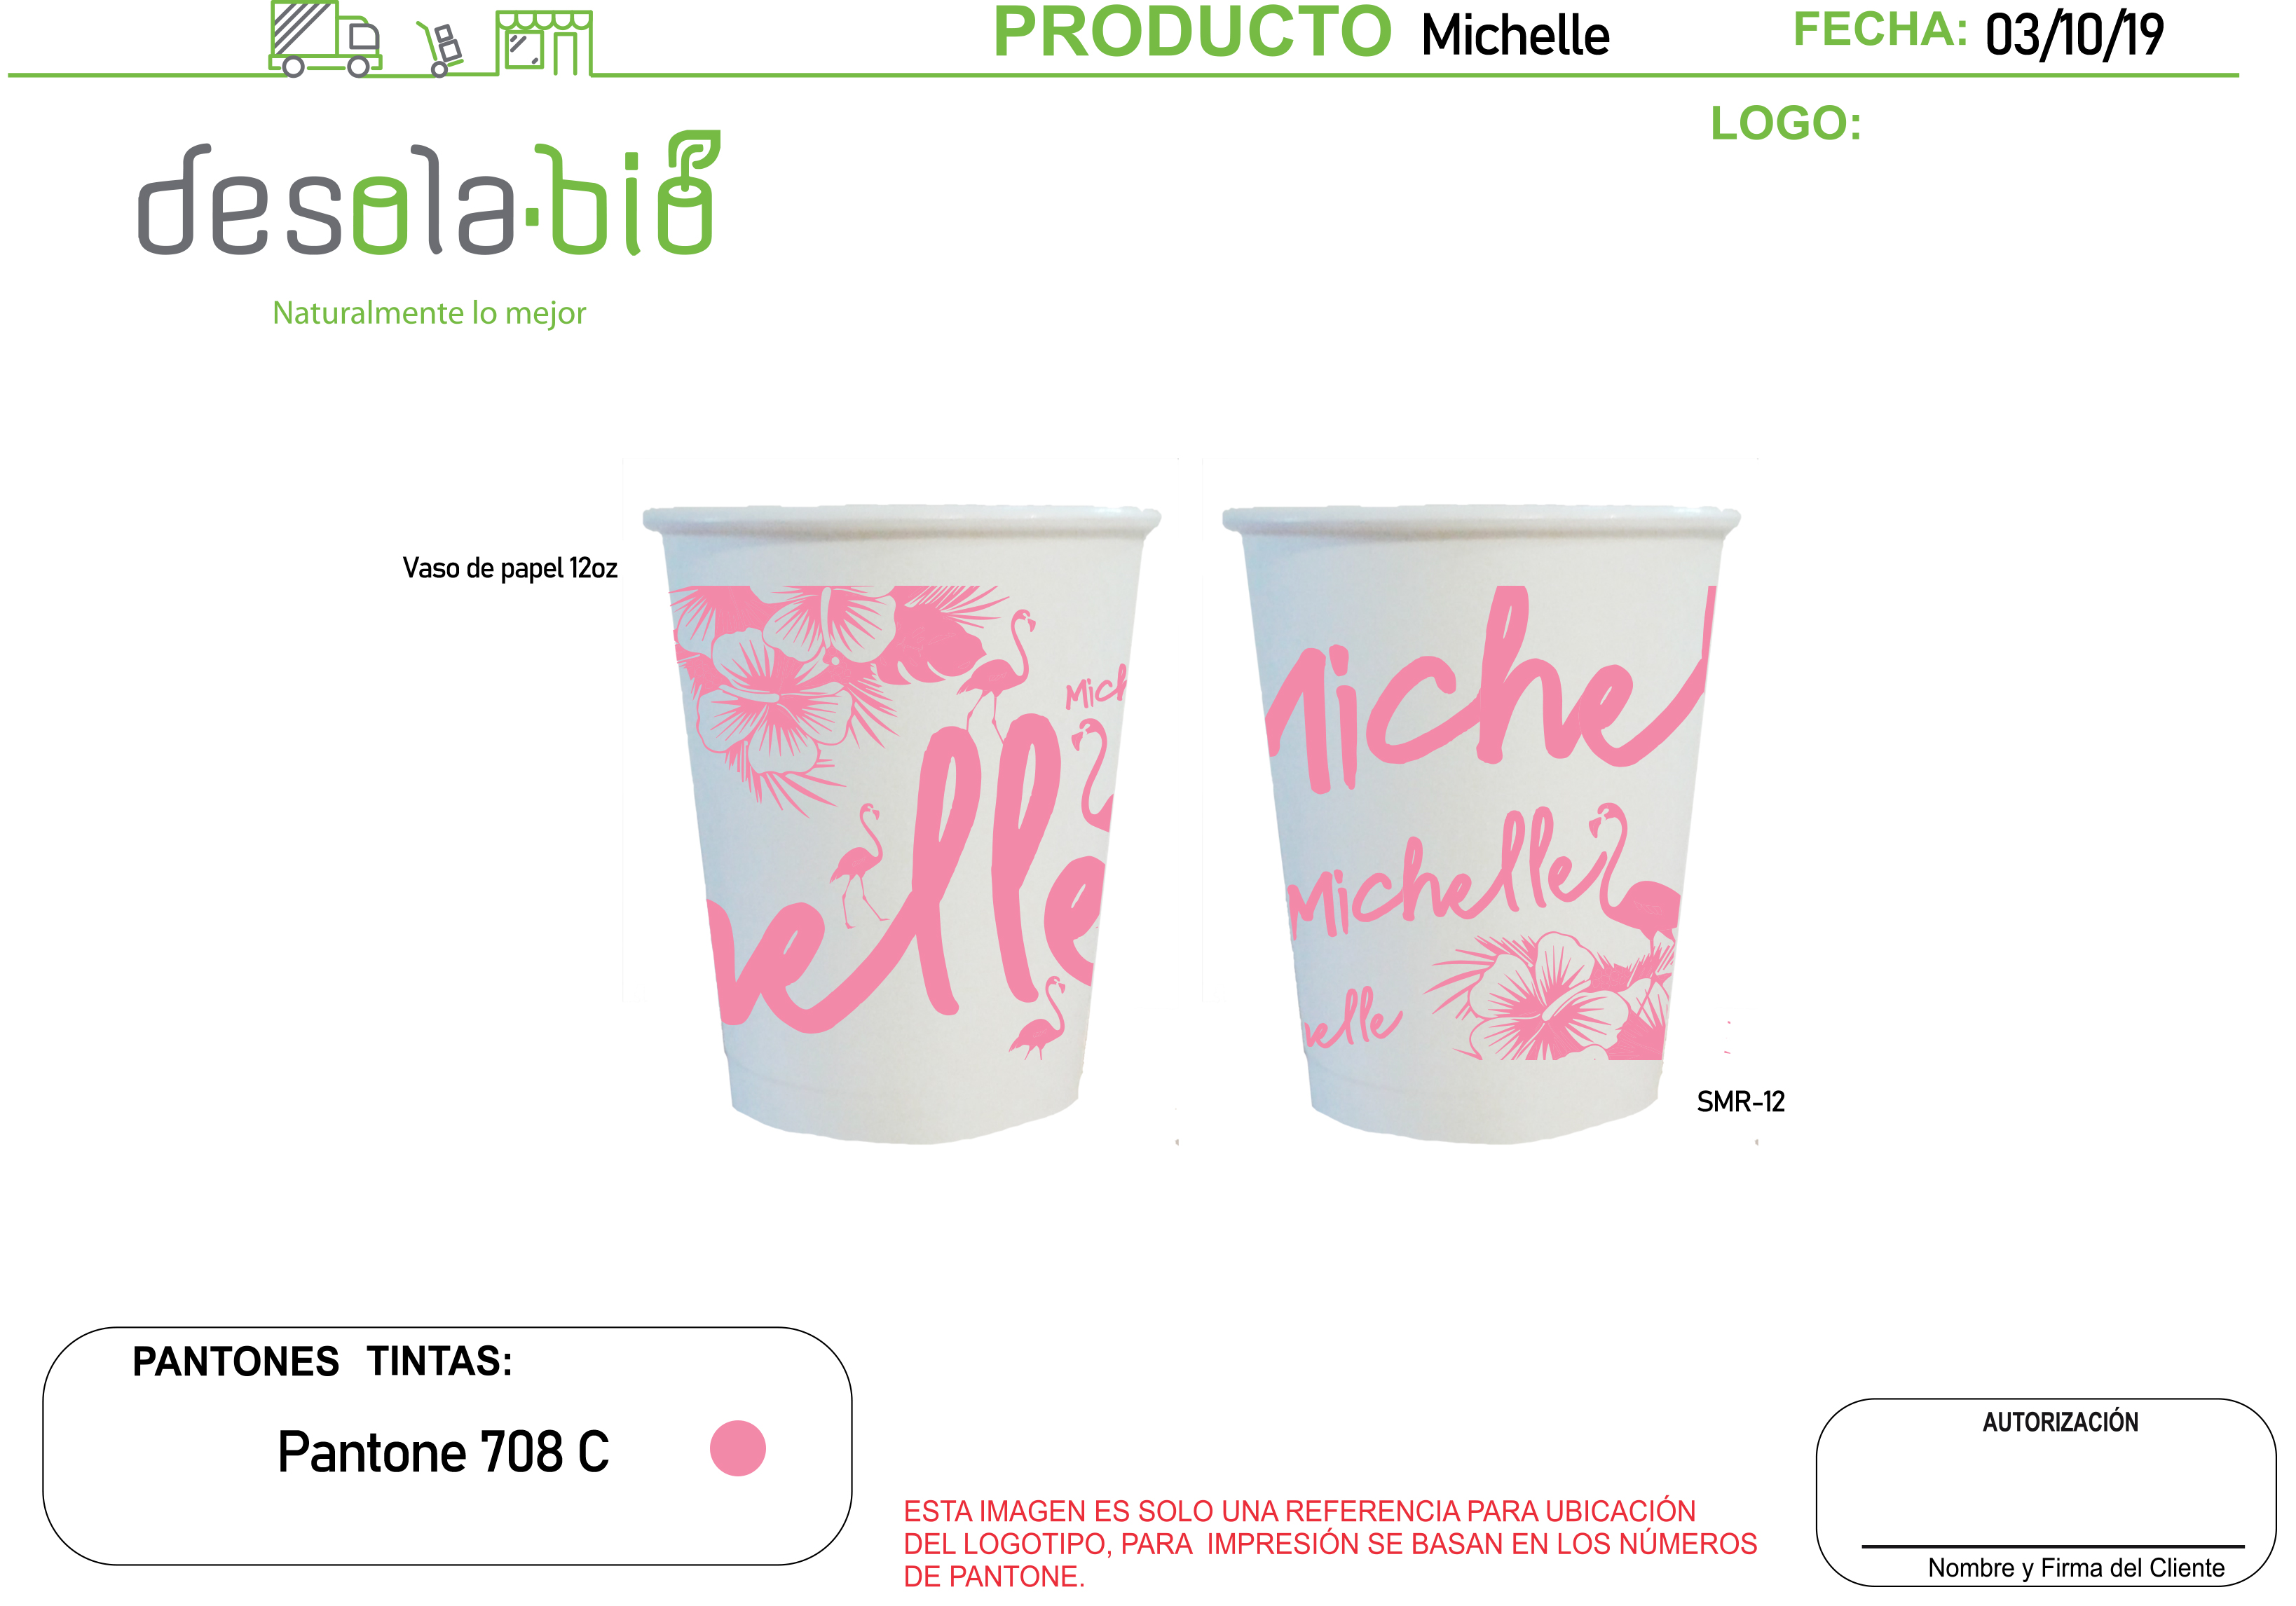 PRODUCTO Michelle
FECHA: 03/10/19
LOGO:
desola·bio
Naturalmente lo mejor
Vaso de papel 12oz
Mich
elle
Michel
Michelle
elle
SMR-12
PANTONES TINTAS:
Pantone 708 C
ESTA IMAGEN ES SOLO UNA REFERENCIA PARA UBICACIÓN
DEL LOGOTIPO, PARA IMPRESIÓN SE BASAN EN LOS NÚMEROS
DE PANTONE.
AUTORIZACIÓN
Nombre y Firma del Cliente